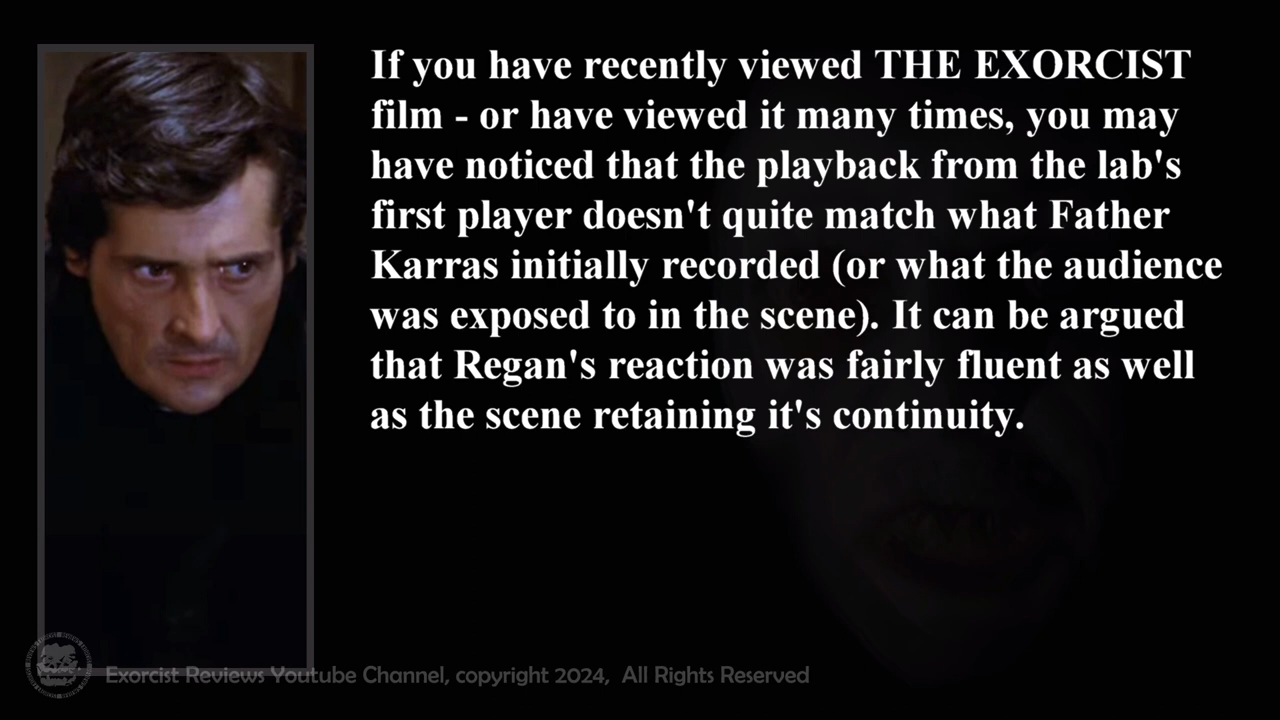 If you have recently viewed THE EXORCIST
film - or have viewed it many times, you may
have noticed that the playback from the lab's
first player doesn't quite match what Father
Karras initially recorded (or what the audience
was exposed to in the scene). It can be argued
that Regan's reaction was fairly fluent as well
as the scene retaining it's continuity.
Exorcist Reviews Youtube Channel, copyright 2024, All Rights Reserved